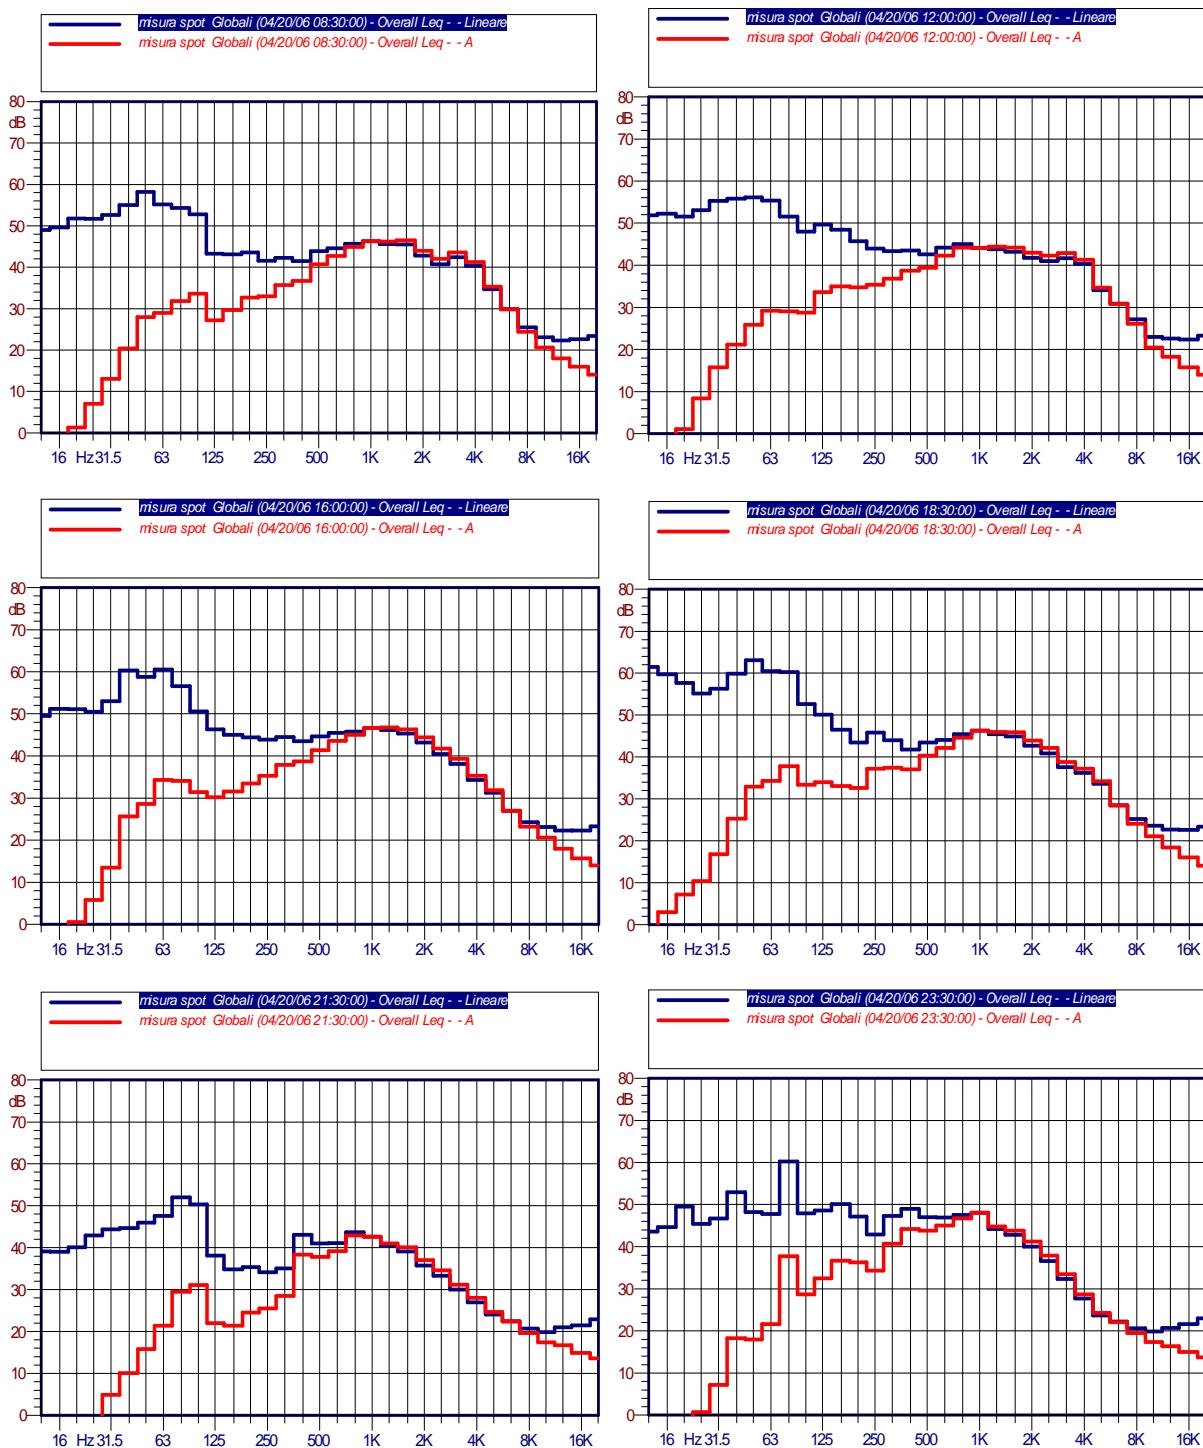 misura spot Globali (04/20/06 08:30:00) - Overall Leq - - Lineare
misura spot Globali (04/20/06 08:30:00) - Overall Leq - - A
80
dB
70
60
50
40
30
20
10
0
16 Hz 31.5 63 125 250 500 1K 2K 4K 8K 16K
misura spot Globali (04/20/06 12:00:00) - Overall Leq - - Lineare
misura spot Globali (04/20/06 12:00:00) - Overall Leq - - A
80
dB
70
60
50
40
30
20
10
0
16 Hz 31.5 63 125 250 500 1K 2K 4K 8K 16K
misura spot Globali (04/20/06 16:00:00) - Overall Leq - - Lineare
misura spot Globali (04/20/06 16:00:00) - Overall Leq - - A
80
dB
70
60
50
40
30
20
10
0
16 Hz 31.5 63 125 250 500 1K 2K 4K 8K 16K
misura spot Globali (04/20/06 18:30:00) - Overall Leq - - Lineare
misura spot Globali (04/20/06 18:30:00) - Overall Leq - - A
80
dB
70
60
50
40
30
20
10
0
16 Hz 31.5 63 125 250 500 1K 2K 4K 8K 16K
misura spot Globali (04/20/06 21:30:00) - Overall Leq - - Lineare
misura spot Globali (04/20/06 21:30:00) - Overall Leq - - A
80
dB
70
60
50
40
30
20
10
0
16 Hz 31.5 63 125 250 500 1K 2K 4K 8K 16K
misura spot Globali (04/20/06 23:30:00) - Overall Leq - - Lineare
misura spot Globali (04/20/06 23:30:00) - Overall Leq - - A
80
dB
70
60
50
40
30
20
10
0
16 Hz 31.5 63 125 250 500 1K 2K 4K 8K 16K